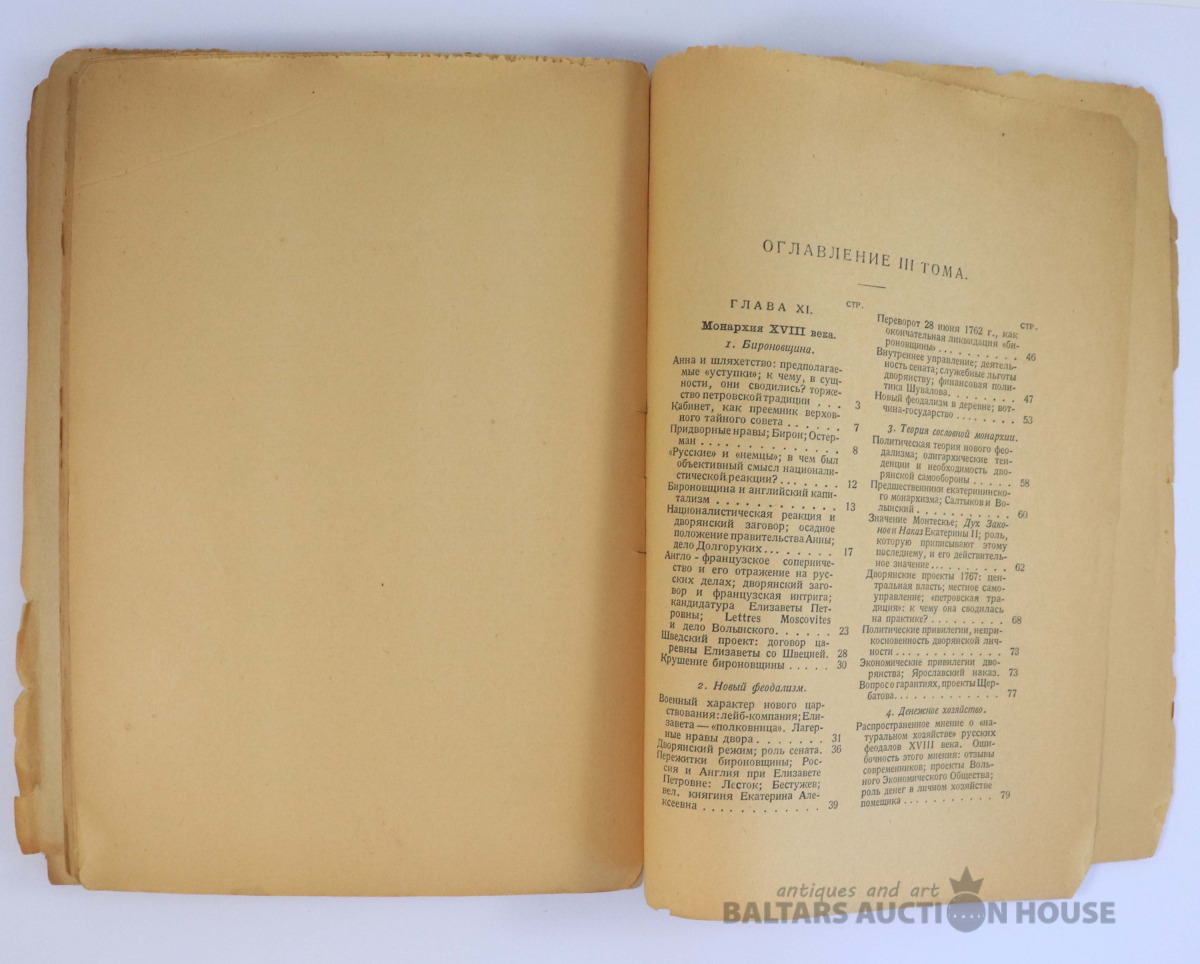 ОГЛАВЛЕНИЕ III ТОМА.
ГЛАВА XI.
СТР.
Монархия XVIII века.
1. Бироновщина.
Анна и шляхетство: предполагае-
мые «уступки»; к чему, в сущ-
ности, они сводились? торже-
ство петровской традиции . . . 3
Кабинет, как преемник верхов-
ного тайного совета . . . . . . 7
Придворные нравы; Бирон; Остер-
ман . . . . . . . . . . . . . 8
«Русские» и «немцы»; в чем был
объективный смысл национали-
стической реакции? . . . . . . . 12
Бироновщина и английский капи-
тализм . . . . . . . . . . . . 13
Националистическая реакция и
дворянский заговор; осадное
положение правительства Анны;
дело Долгоруких . . . . . . . . 17
Англо-французское соперниче-
ство и его отражение на рус-
ских делах; дворянский заго-
вор и французская интрига;
кандидатура Елизаветы Пет-
ровны; Lettres Moscovites
и дело Волынского . . . . . . 23
Шведский проект: договор ца-
ревны Елизаветы со Швецией. 28
Крушение бироновщины . . . . . 30
2. Новый феодализм.
Военный характер нового цар-
ствования: лейб-компания; Ели-
завета — «полковница». Лагер-
ные нравы двора . . . . . . . 31
Дворянский режим; роль сената. 36
Пережитки бироновщины; Рос-
сия и Англия при Елизавете
Петровне: Лесток; Бестужев;
вел. княгиня Екатерина Але-
ксеевна . . . . . . . . . . . . 39
СТР.
Переворот 28 июня 1762 г., как
окончательная ликвидация «би-
роновщины» . . . . . . . . . 46
Внутреннее управление; деятель-
ность сената; служебные льготы
дворянству; финансовая поли-
тика Шувалова . . . . . . . . 47
Новый феодализм в деревне; вот-
чина-государство . . . . . . . 53
3. Теория сословной монархии.
Политическая теория нового фео-
дализма; олигархические тен-
денции и необходимость дво-
рянской самообороны . . . . . 58
Предшественники екатерининско-
го монархизма; Салтыков и Во-
лынский . . . . . . . . . . 60
Значение Монтескье; Дух Зако-
нов и Наказ Екатерины II; роль,
которую приписывают этому
последнему, и его действитель-
ное значение . . . . . . . . . . 62
Дворянские проекты 1767: цен-
тральная власть; местное само-
управление; «петровская тра-
диция»: к чему она сводилась
на практике? . . . . . . . . . 68
Политические привилегии, непри-
косновенность дворянской лич-
ности . . . . . . . . . . . . . 73
Экономические привилегии дво-
рянства; Ярославский наказ. 73
Вопрос о гарантиях, проекты Щер-
батова . . . . . . . . . . . . . 77
4. Денежное хозяйство.
Распространенное мнение о «на-
туральном хозяйстве» русских
феодалов XVIII века. Оши-
бочность этого мнения: отзывы
современников; проекты Воль-
ного Экономического Общества;
роль денег в личном хозяйстве
помещика . . . . . . . . . . . . 79
antiques and art
BALTARS AUCTION HOUSE